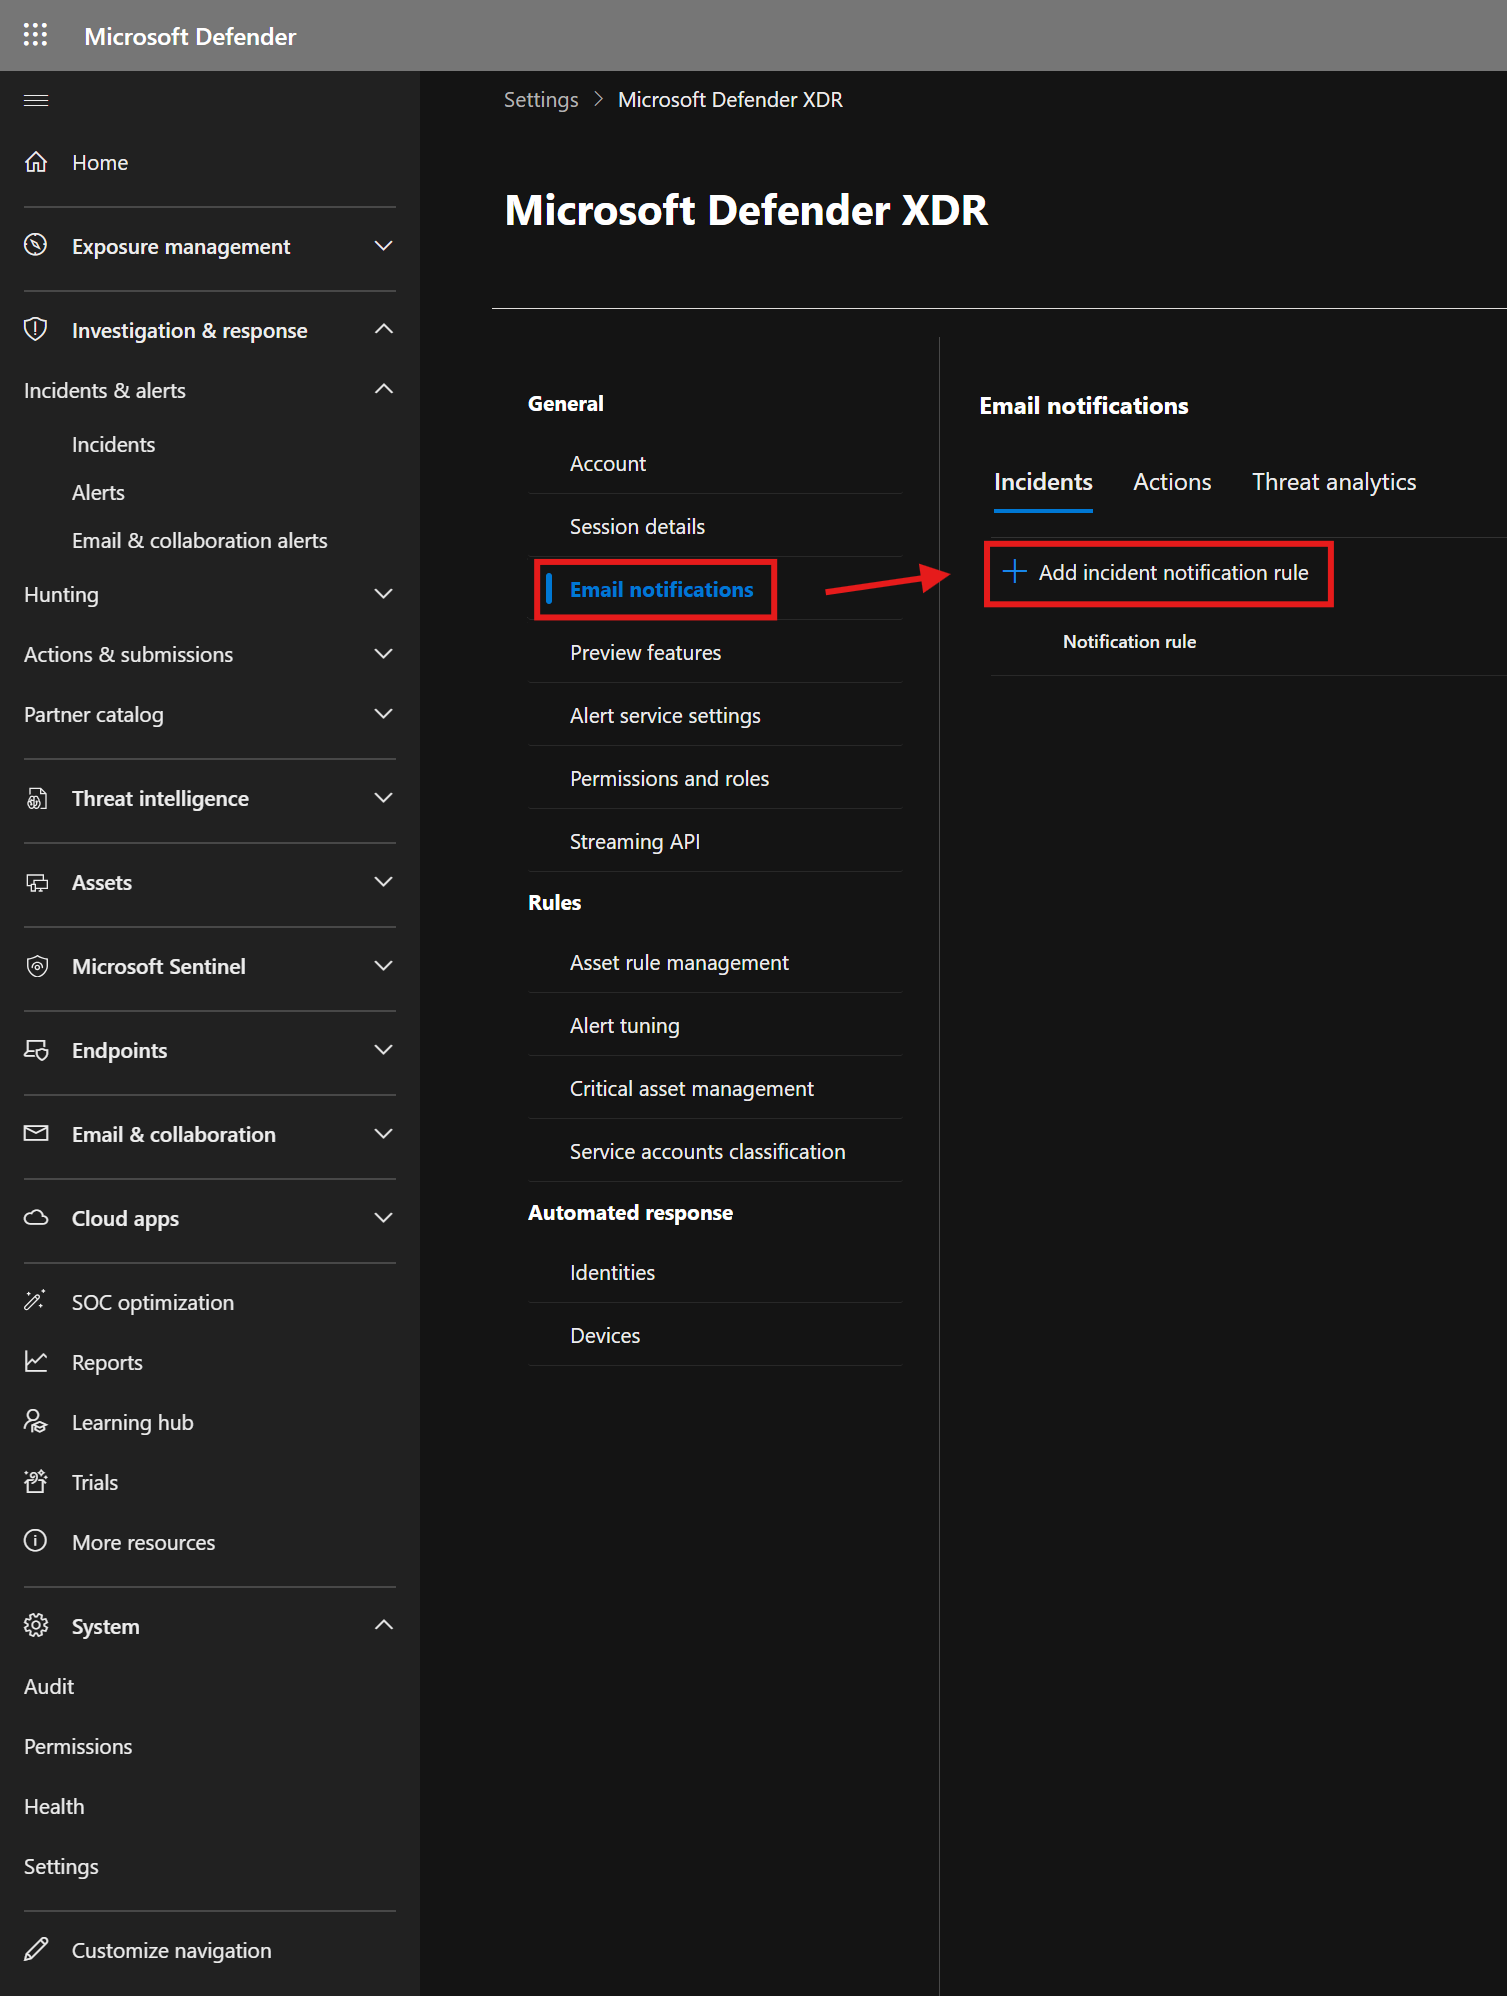 Microsoft Defender
Home
Exposure management
Investigation & response
Incidents & alerts
Incidents
Alerts
Email & collaboration alerts
Hunting
Actions & submissions
Partner catalog
Threat intelligence
Assets
Microsoft Sentinel
Endpoints
Email & collaboration
Cloud apps
SOC optimization
Reports
Learning hub
Trials
More resources
System
Audit
Permissions
Health
Settings
Customize navigation
Settings > Microsoft Defender XDR
Microsoft Defender XDR
General
Account
Session details
Email notifications
Preview features
Alert service settings
Permissions and roles
Streaming API
Rules
Asset rule management
Alert tuning
Critical asset management
Service accounts classification
Automated response
Identities
Devices
Email notifications
Incidents Actions Threat analytics
Add incident notification rule
Notification rule